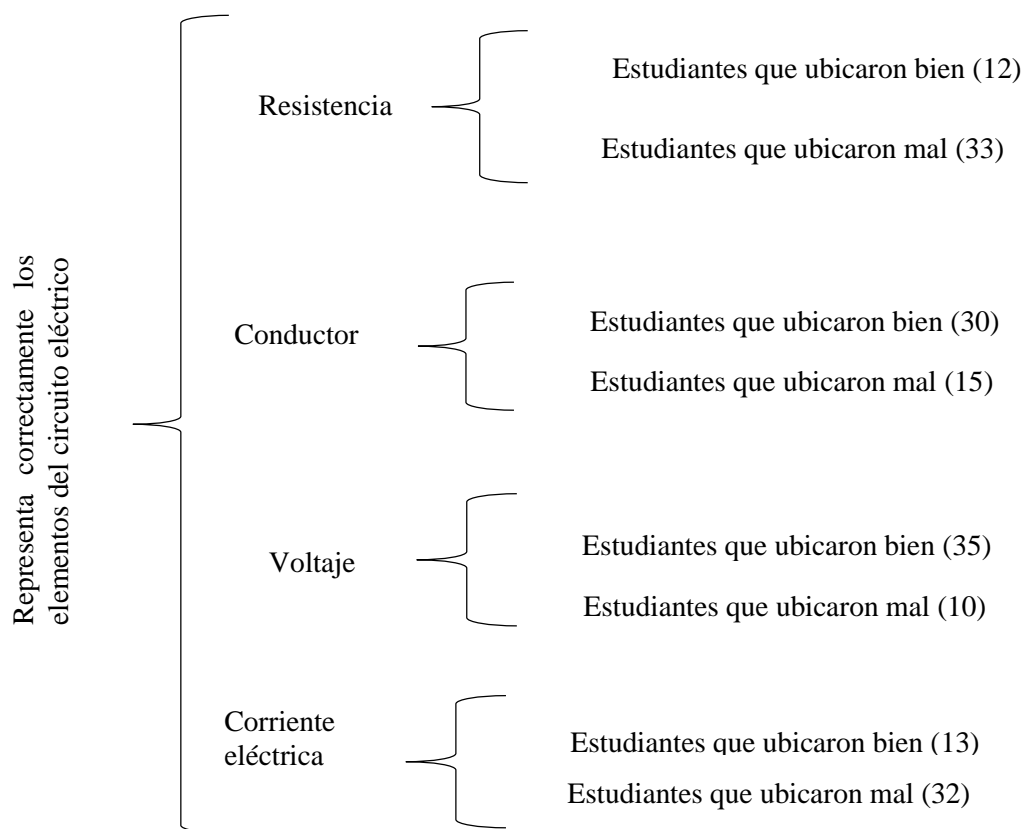 Representa correctamente los
elementos del circuito eléctrico
Resistencia
Estudiantes que ubicaron bien (12)
Estudiantes que ubicaron mal (33)
Conductor
Estudiantes que ubicaron bien (30)
Estudiantes que ubicaron mal (15)
Voltaje
Estudiantes que ubicaron bien (35)
Estudiantes que ubicaron mal (10)
Corriente
eléctrica
Estudiantes que ubicaron bien (13)
Estudiantes que ubicaron mal (32)